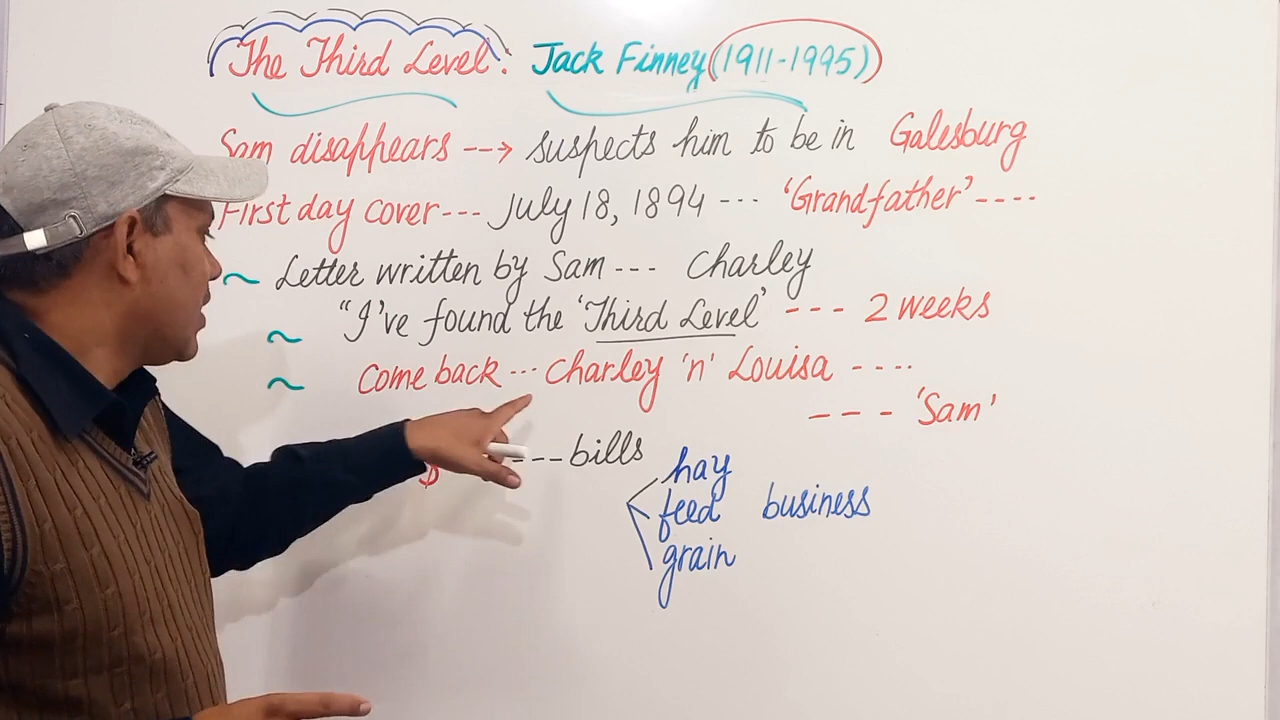 The Third Level. Jack Finney (1911-1995)
Sam disappears --→ suspects him to be in Galesburg
First day cover--- July 18, 1894 --- 'Grandfather'----
~ Letter written by Sam --- Charley
~ "I've found the 'Third Level' --- 2 weeks
~ Come back ... Charley 'n' Louisa ----
--- 'Sam'
$ ---bills
hay
feed business
grain